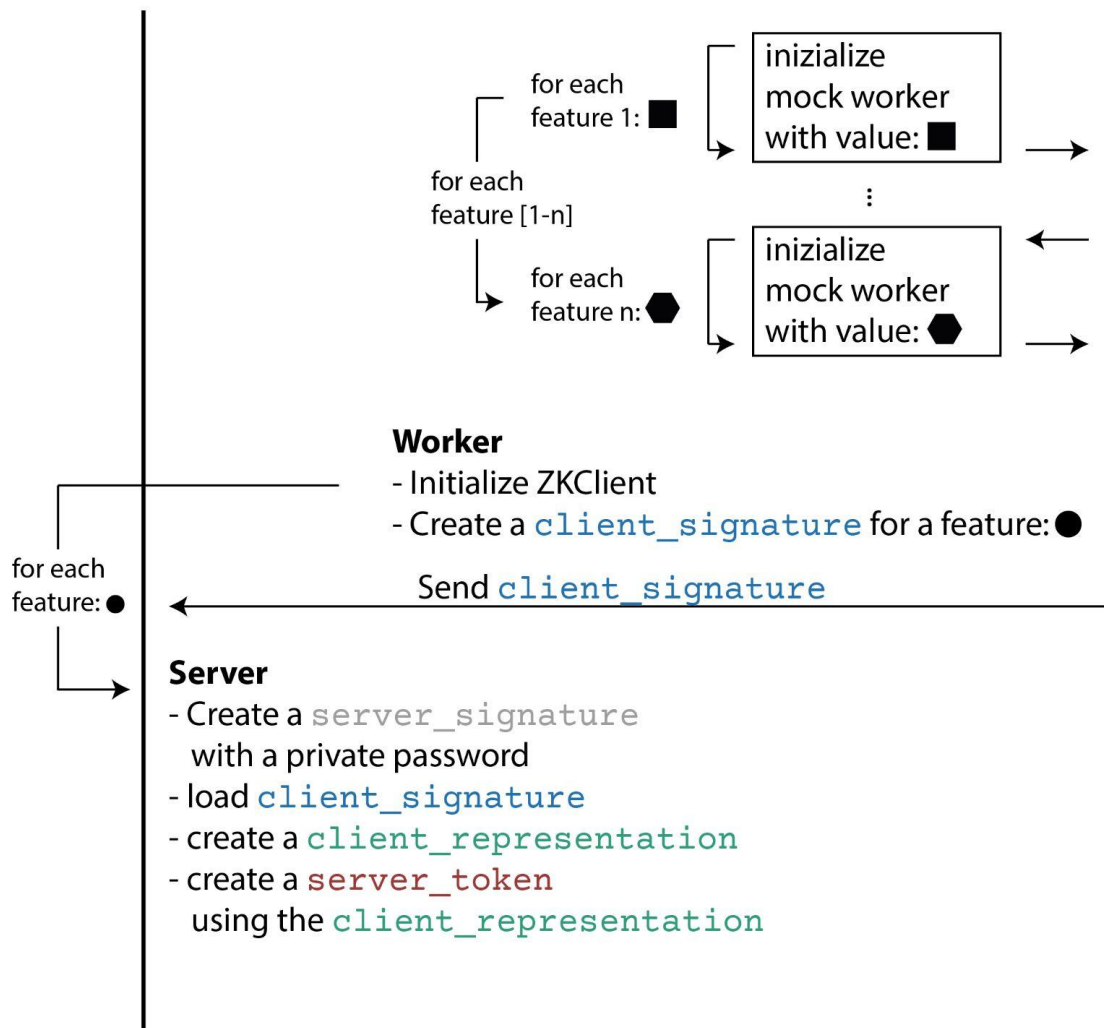 for each
feature 1:
inizialize
mock worker
with value:
for each
feature [1-n]
for each
feature n:
inizialize
mock worker
with value:
Worker
- Initialize ZKClient
- Create a client_signature for a feature:
for each
feature:
Send client_signature
Server
- Create a server_signature
with a private password
- load client_signature
- create a client_representation
- create a server_token
using the client_representation